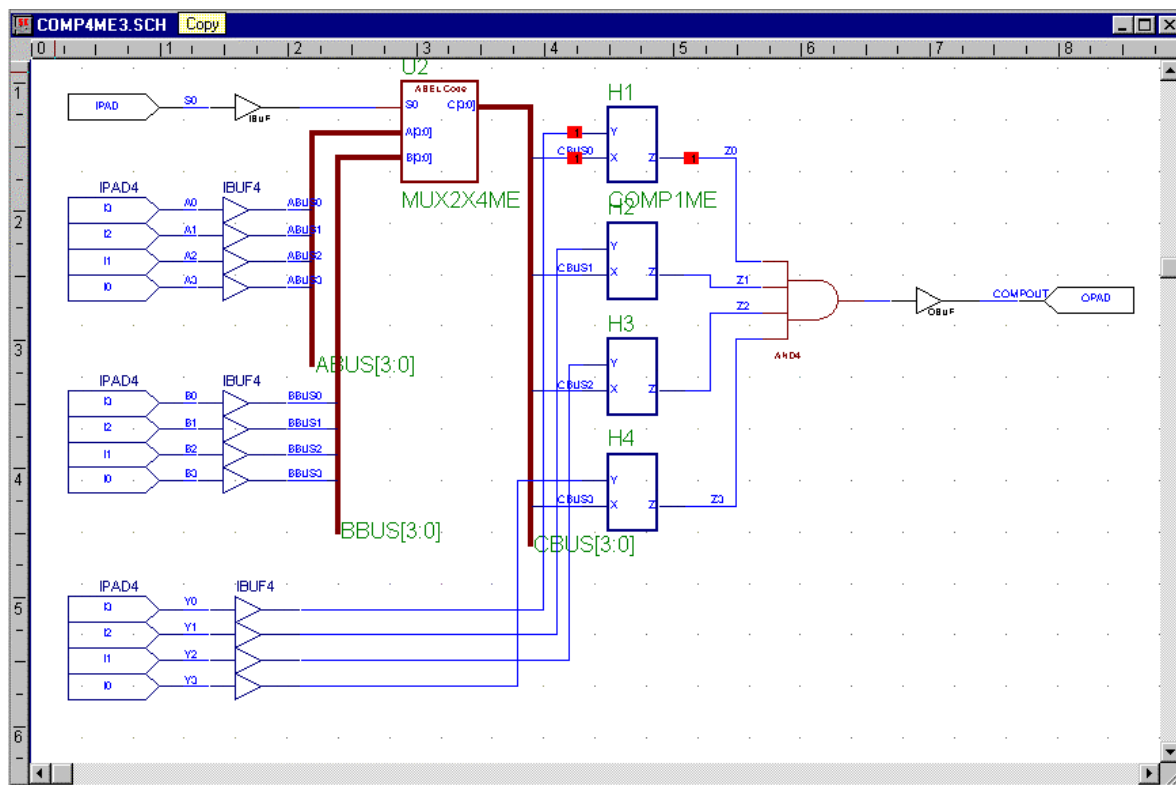 COMP4ME3.SCH Copy
0 1 2 3 4 5 6 7 8
1
2
3
4
5
6
U2
ABEL Code
S0 C[3:0]
A[3:0]
B[3:0]
MUX2X4ME
IPAD S0 IBUF
IPAD4 IBUF4
I3 A0 ABUS0
I2 A1 ABUS1
I1 A2 ABUS2
I0 A3 ABUS3
ABUS[3:0]
IPAD4 IBUF4
I3 B0 BBUS0
I2 B1 BBUS1
I1 B2 BBUS2
I0 B3 BBUS3
BBUS[3:0]
IPAD4 IBUF4
I3 Y0
I2 Y1
I1 Y2
I0 Y3
H1
1 Y
CBUS0 1 X Z 1 Z0
COMP1ME
H2
Y
CBUS1 X Z Z1
H3
Y
CBUS2 X Z Z2
H4
Y
CBUS3 X Z Z3
CBUS[3:0]
AND4
OBUF
COMPOUT OPAD